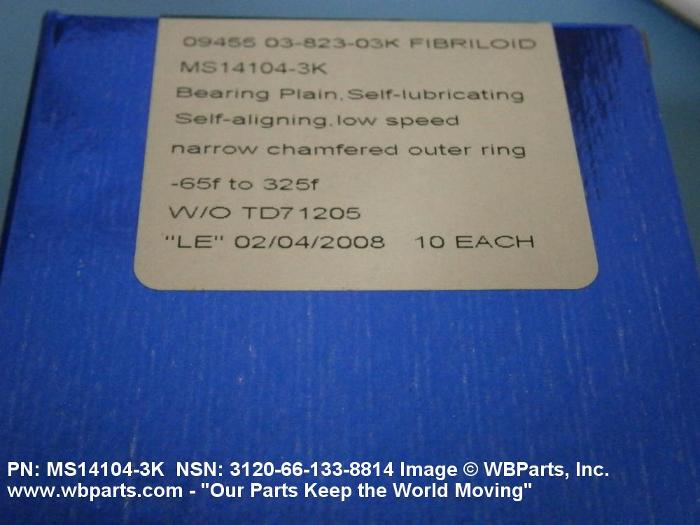 09455 03-823-03K FIBRILOID
MS14104-3K
Bearing Plain,Self-lubricating
Self-aligning,low speed
narrow chamfered outer ring
-65f to 325f
W/O TD71205
"LE" 02/04/2008 10 EACH
PN: MS14104-3K NSN: 3120-66-133-8814 Image © WBParts, Inc.
www.wbparts.com - "Our Parts Keep the World Moving"